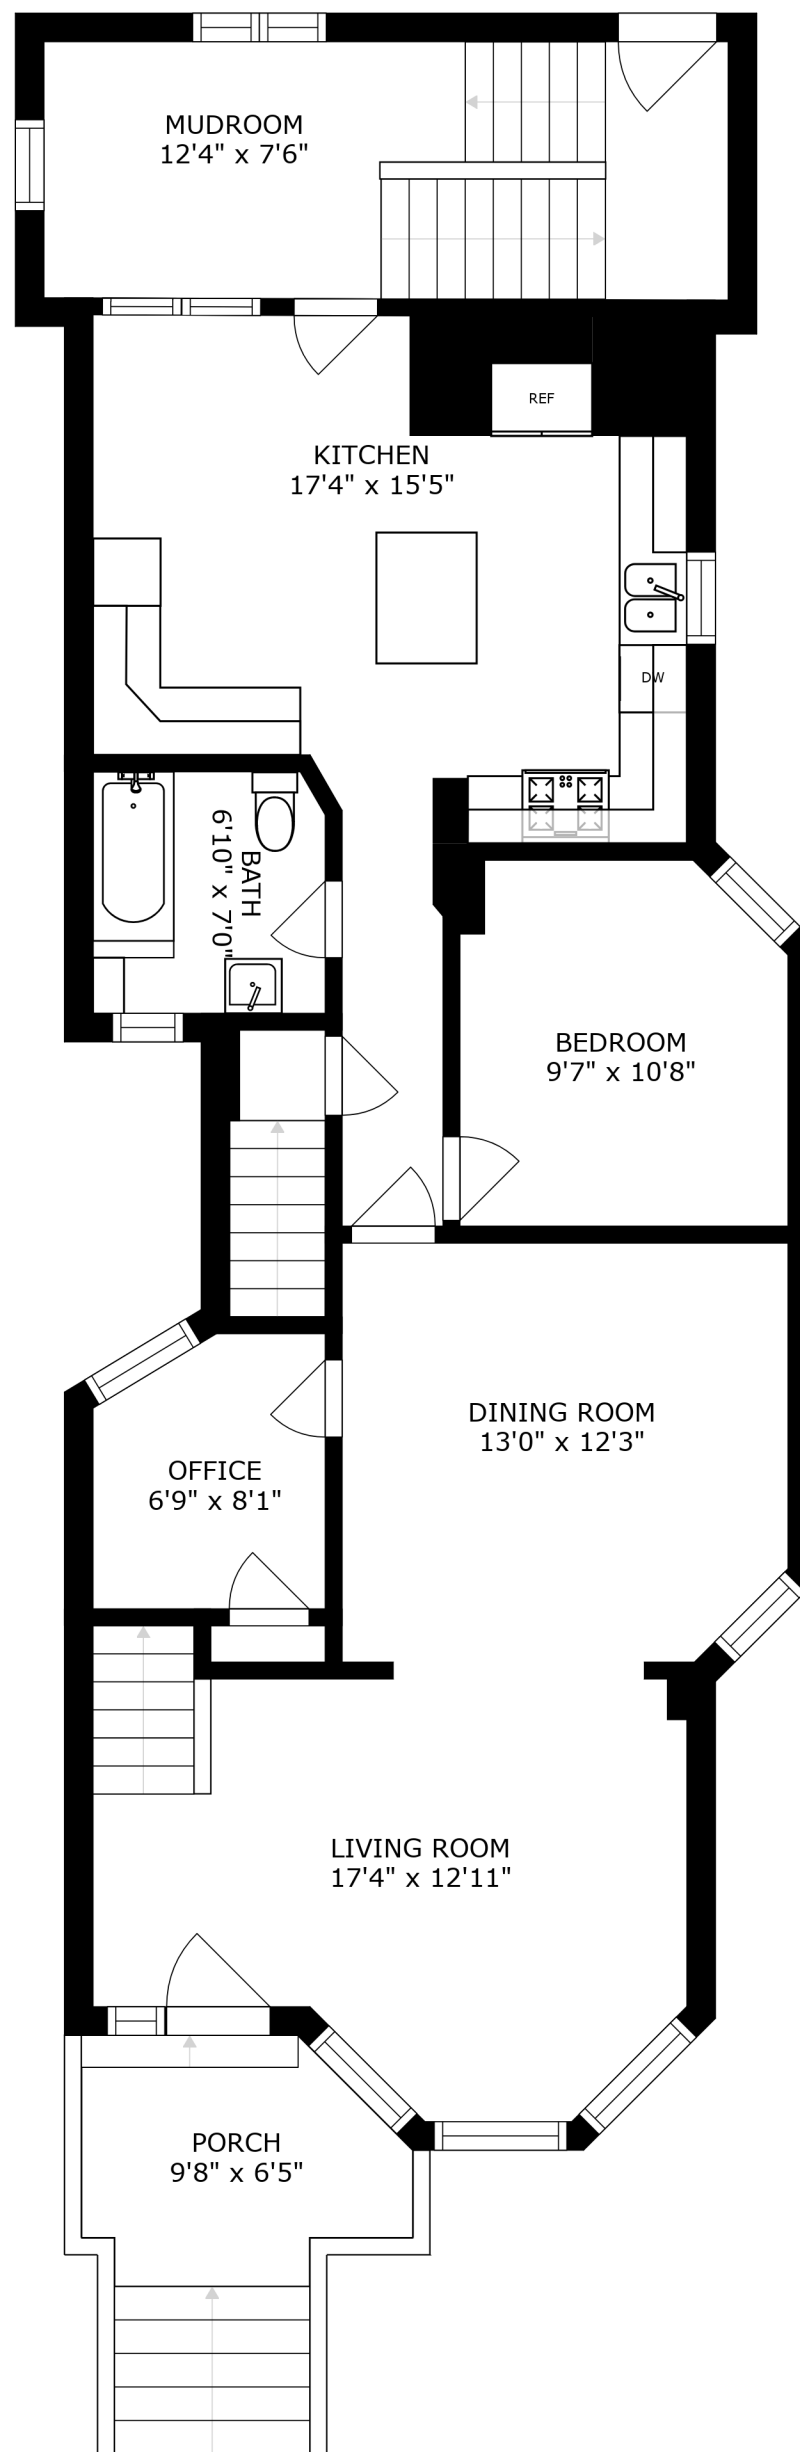 MUDROOM
12'4" x 7'6"
REF
KITCHEN
17'4" x 15'5"
DW
BATH
6'10" x 7'0"
BEDROOM
9'7" x 10'8"
DINING ROOM
13'0" x 12'3"
OFFICE
6'9" x 8'1"
LIVING ROOM
17'4" x 12'11"
PORCH
9'8" x 6'5"